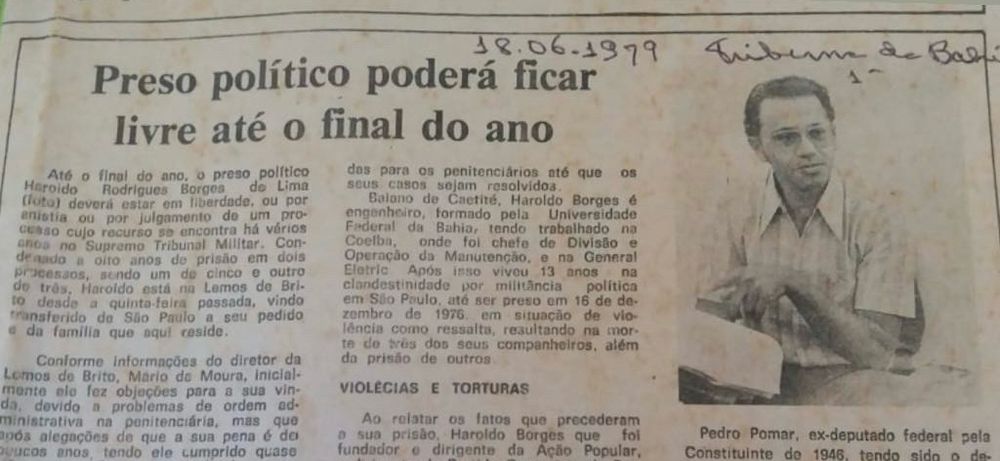 18.06.1979
Tribuna da Bahi
1ª
Preso político poderá ficar
livre até o final do ano
Até o final do ano, o preso político
Haroldo Rodrigues Borges de Lima
(foto) deverá estar em liberdade, ou por
anistia ou por julgamento de um pro-
cesso cujo recurso se encontra há vários
anos no Supremo Tribunal Militar. Con-
denado a oito anos de prisão em dois
processos, sendo um de cinco e outro
de três, Haroldo está na Lemos de Bri-
to desde a quinta-feira passada, vindo
transferido de São Paulo a seu pedido
e da família que aqui reside.
Conforme informações do diretor da
Lemos de Brito, Mario de Moura, inicial-
mente ele fez objeções para a sua vin-
da, devido a problemas de ordem ad-
ministrativa na penitenciária, mas que
após alegações de que a sua pena é de
poucos anos, tendo ele cumprido quase
das para os penitenciários até que os
seus casos sejam resolvidos.
Baiano de Caetité, Haroldo Borges é
engenheiro, formado pela Universidade
Federal da Bahia, tendo trabalhado na
Coelba, onde foi chefe de Divisão e
Operação da Manutenção, e na General
Eletric. Após isso viveu 13 anos na
clandestinidade por militância política
em São Paulo, até ser preso em 16 de de-
zembro de 1976, em situação de vio-
lência como ressalta, resultando na mor-
te de três dos seus companheiros, além
da prisão de outros.
VIOLÉCIAS E TORTURAS
Ao relatar os fatos que precederam
a sua prisão, Haroldo Borges que foi
fundador e dirigente da Ação Popular,
Pedro Pomar, ex-deputado federal pela
Constituinte de 1946, tendo sido o de-